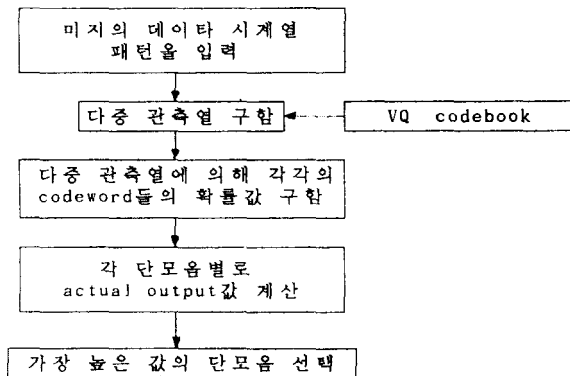 미지의 데이타 시계열
패턴을 입력
다중 관측열 구함
VQ codebook
다중 관측열에 의해 각각의
codeword들의 확률값 구함
각 단모음별로
actual output값 계산
가장 높은 값의 단모음 선택